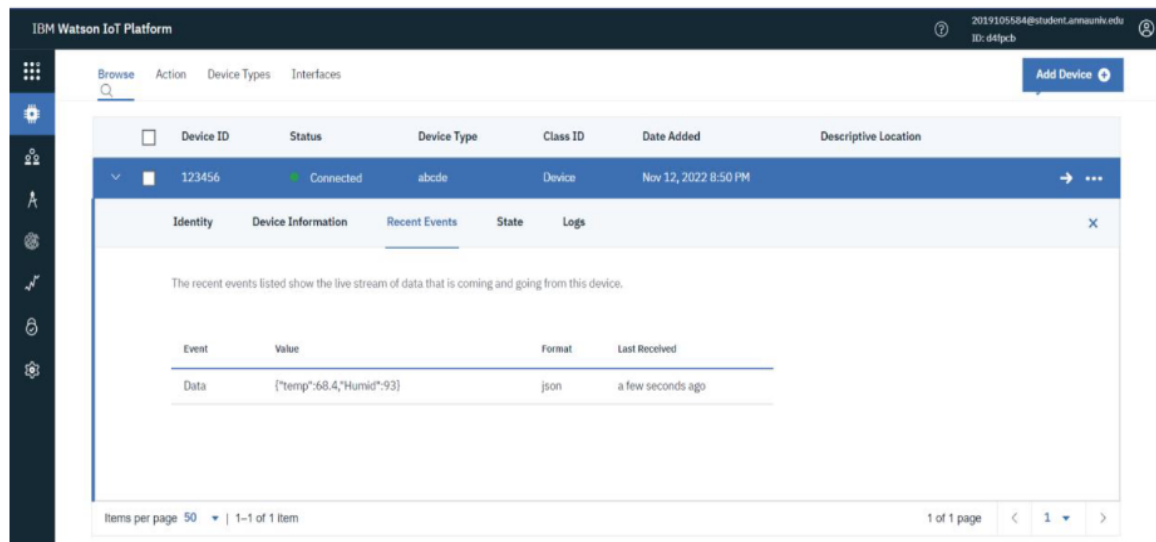 IBM Watson IoT Platform
2019105584@student.annauniv.edu
ID: d4fpcb
Browse Action Device Types Interfaces
Add Device
Device ID Status Device Type Class ID Date Added Descriptive Location
123456 Connected abcde Device Nov 12, 2022 8:50 PM
Identity Device Information Recent Events State Logs
The recent events listed show the live stream of data that is coming and going from this device.
Event Value Format Last Received
Data {"temp":68.4,"Humid":93} json a few seconds ago
Items per page 50 | 1–1 of 1 item 1 of 1 page 1